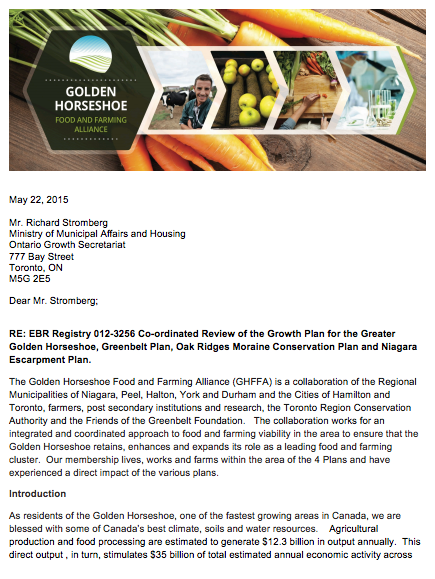 GOLDEN
HORSESHOE
FOOD AND FARMING
ALLIANCE
May 22, 2015
Mr. Richard Stromberg
Ministry of Municipal Affairs and Housing
Ontario Growth Secretariat
777 Bay Street
Toronto, ON
M5G 2E5
Dear Mr. Stromberg;
RE: EBR Registry 012-3256 Co-ordinated Review of the Growth Plan for the Greater
Golden Horseshoe, Greenbelt Plan, Oak Ridges Moraine Conservation Plan and Niagara
Escarpment Plan.
The Golden Horseshoe Food and Farming Alliance (GHFFA) is a collaboration of the Regional
Municipalities of Niagara, Peel, Halton, York and Durham and the Cities of Hamilton and
Toronto, farmers, post secondary institutions and research, the Toronto Region Conservation
Authority and the Friends of the Greenbelt Foundation. The collaboration works for an
integrated and coordinated approach to food and farming viability in the area to ensure that the
Golden Horseshoe retains, enhances and expands its role as a leading food and farming
cluster. Our membership lives, works and farms within the area of the 4 Plans and have
experienced a direct impact of the various plans.
Introduction
As residents of the Golden Horseshoe, one of the fastest growing areas in Canada, we are
blessed with some of Canada's best climate, soils and water resources. Agricultural
production and food processing are estimated to generate $12.3 billion in output annually. This
direct output , in turn, stimulates $35 billion of total estimated annual economic activity across